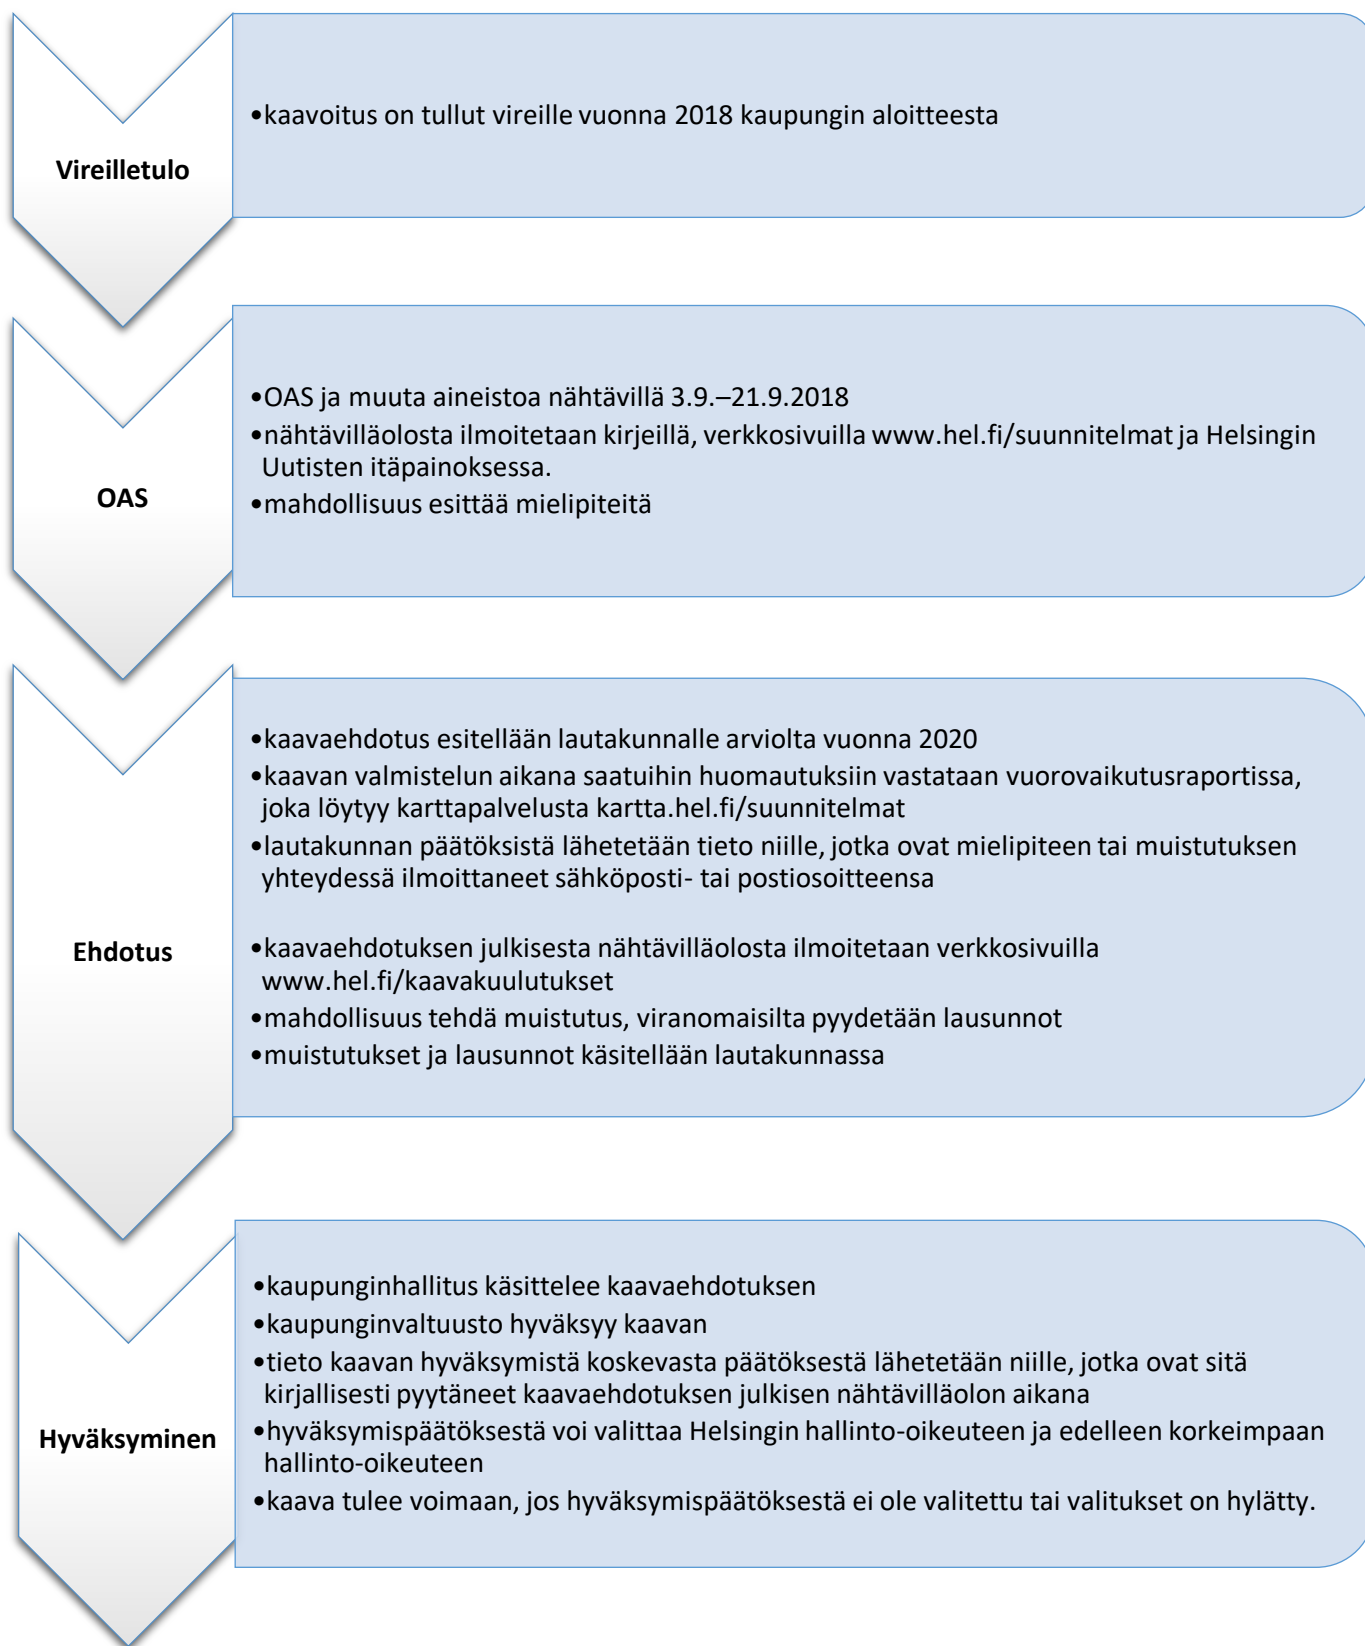 Vireilletulo
•kaavoitus on tullut vireille vuonna 2018 kaupungin aloitteesta
OAS
•OAS ja muuta aineistoa nähtävillä 3.9.–21.9.2018
•nähtävilläolosta ilmoitetaan kirjeillä, verkkosivuilla www.hel.fi/suunnitelmat ja Helsingin
Uutisten itäpainoksessa.
•mahdollisuus esittää mielipiteitä
Ehdotus
•kaavaehdotus esitellään lautakunnalle arviolta vuonna 2020
•kaavan valmistelun aikana saatuihin huomautuksiin vastataan vuorovaikutusraportissa,
joka löytyy karttapalvelusta kartta.hel.fi/suunnitelmat
•lautakunnan päätöksistä lähetetään tieto niille, jotka ovat mielipiteen tai muistutuksen
yhteydessä ilmoittaneet sähköposti- tai postiosoitteensa
•kaavaehdotuksen julkisesta nähtävilläolosta ilmoitetaan verkkosivuilla
www.hel.fi/kaavakuulutukset
•mahdollisuus tehdä muistutus, viranomaisilta pyydetään lausunnot
•muistutukset ja lausunnot käsitellään lautakunnassa
Hyväksyminen
•kaupunginhallitus käsittelee kaavaehdotuksen
•kaupunginvaltuusto hyväksyy kaavan
•tieto kaavan hyväksymistä koskevasta päätöksestä lähetetään niille, jotka ovat sitä
kirjallisesti pyytäneet kaavaehdotuksen julkisen nähtävilläolon aikana
•hyväksymispäätöksestä voi valittaa Helsingin hallinto-oikeuteen ja edelleen korkeimpaan
hallinto-oikeuteen
•kaava tulee voimaan, jos hyväksymispäätöksestä ei ole valitettu tai valitukset on hylätty.